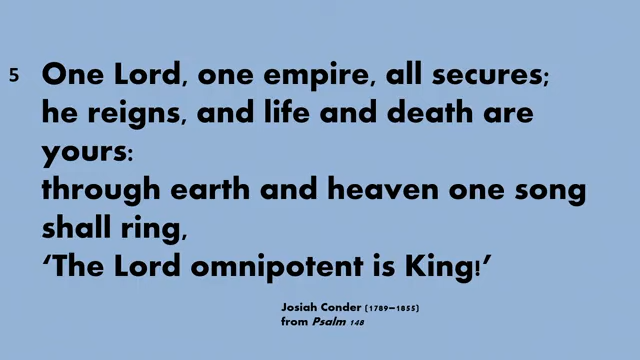 5 One Lord, one empire, all secures;
he reigns, and life and death are
yours:
through earth and heaven one song
shall ring,
‘The Lord omnipotent is King!’
Josiah Conder (1789–1855)
from Psalm 148